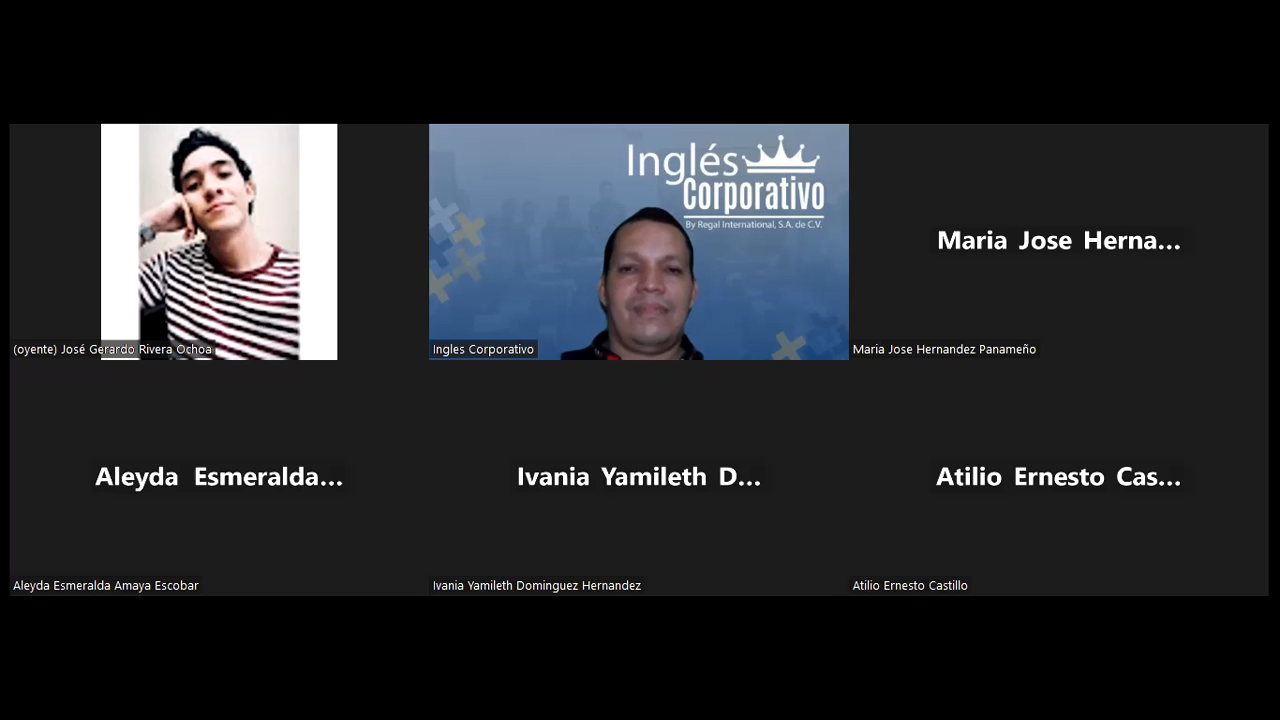 Inglés
Corporativo
By Regal International, S.A. de C.V.
Maria Jose Herna...
(oyente) José Gerardo Rivera Ochoa
Ingles Corporativo
Maria Jose Hernandez Panameño
Aleyda Esmeralda...
Ivania Yamileth D...
Atilio Ernesto Cas...
Aleyda Esmeralda Amaya Escobar
Ivania Yamileth Dominguez Hernandez
Atilio Ernesto Castillo